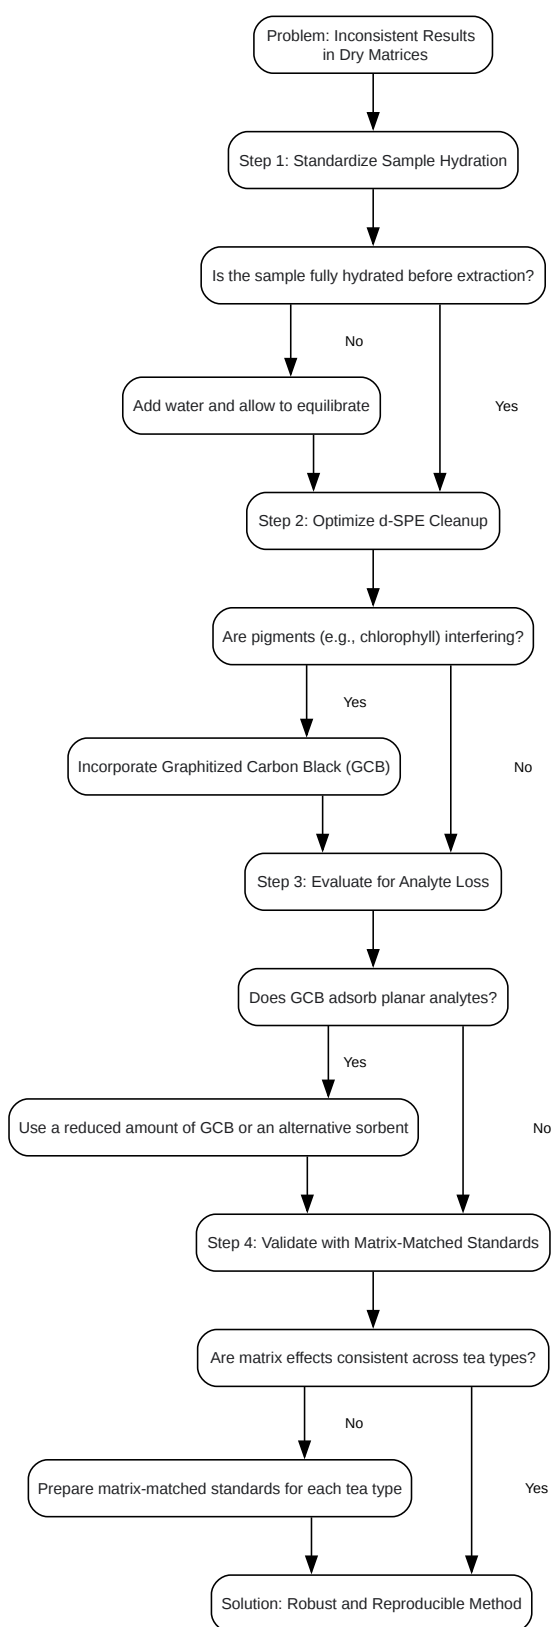 Problem: Inconsistent Results
in Dry Matrices
Step 1: Standardize Sample Hydration
Is the sample fully hydrated before extraction?
No
Add water and allow to equilibrate
Yes
Step 2: Optimize d-SPE Cleanup
Are pigments (e.g., chlorophyll) interfering?
Yes
Incorporate Graphitized Carbon Black (GCB)
No
Step 3: Evaluate for Analyte Loss
Does GCB adsorb planar analytes?
Yes
Use a reduced amount of GCB or an alternative sorbent
No
Step 4: Validate with Matrix-Matched Standards
Are matrix effects consistent across tea types?
No
Prepare matrix-matched standards for each tea type
Yes
Solution: Robust and Reproducible Method